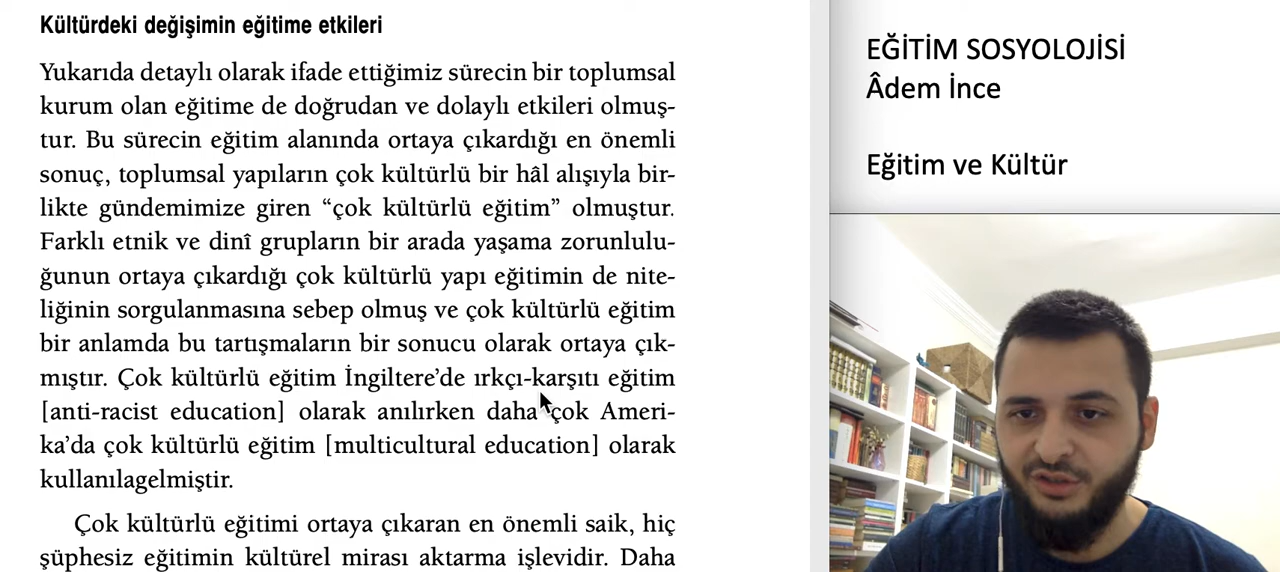 Kültürdeki değişimin eğitime etkileri
Yukarıda detaylı olarak ifade ettiğimiz sürecin bir toplumsal
kurum olan eğitime de doğrudan ve dolaylı etkileri olmuş-
tur. Bu sürecin eğitim alanında ortaya çıkardığı en önemli
sonuç, toplumsal yapıların çok kültürlü bir hâl alışıyla bir-
likte gündemimize giren “çok kültürlü eğitim” olmuştur.
Farklı etnik ve dinî grupların bir arada yaşama zorunlulu-
ğunun ortaya çıkardığı çok kültürlü yapı eğitimin de nite-
liğinin sorgulanmasına sebep olmuş ve çok kültürlü eğitim
bir anlamda bu tartışmaların bir sonucu olarak ortaya çık-
mıştır. Çok kültürlü eğitim İngiltere’de ırkçı-karşıtı eğitim
[anti-racist education] olarak anılırken daha çok Ameri-
ka’da çok kültürlü eğitim [multicultural education] olarak
kullanılagelmiştir.
Çok kültürlü eğitimi ortaya çıkaran en önemli saik, hiç
şüphesiz eğitimin kültürel mirası aktarma işlevidir. Daha
EĞİTİM SOSYOLOJİSİ
Âdem İnce
Eğitim ve Kültür